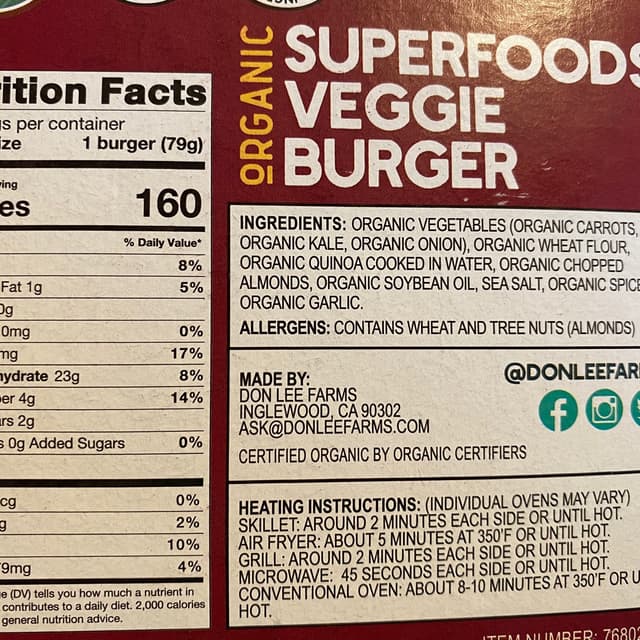 ORGANIC
SUPERFOODS
VEGGIE
BURGER
ition Facts
gs per container
ize 1 burger (79g)
ving
es 160
% Daily Value*
8%
Fat 1g 5%
0g
0mg 0%
mg 17%
hydrate 23g 8%
er 4g 14%
rs 2g
s 0g Added Sugars 0%
cg 0%
g 2%
10%
9mg 4%
e (DV) tells you how much a nutrient in
contributes to a daily diet. 2,000 calories
general nutrition advice.
INGREDIENTS: ORGANIC VEGETABLES (ORGANIC CARROTS,
ORGANIC KALE, ORGANIC ONION), ORGANIC WHEAT FLOUR,
ORGANIC QUINOA COOKED IN WATER, ORGANIC CHOPPED
ALMONDS, ORGANIC SOYBEAN OIL, SEA SALT, ORGANIC SPICE
ORGANIC GARLIC.
ALLERGENS: CONTAINS WHEAT AND TREE NUTS (ALMONDS)
MADE BY:
DON LEE FARMS
INGLEWOOD, CA 90302
ASK@DONLEEFARMS.COM
CERTIFIED ORGANIC BY ORGANIC CERTIFIERS
@DONLEEFAR
HEATING INSTRUCTIONS: (INDIVIDUAL OVENS MAY VARY)
SKILLET: AROUND 2 MINUTES EACH SIDE OR UNTIL HOT.
AIR FRYER: ABOUT 5 MINUTES AT 350°F OR UNTIL HOT.
GRILL: AROUND 2 MINUTES EACH SIDE OR UNTIL HOT.
MICROWAVE: 45 SECONDS EACH SIDE OR UNTIL HOT.
CONVENTIONAL OVEN: ABOUT 8-10 MINUTES AT 350°F OR U
HOT.
ITEM NUMBER: 7680